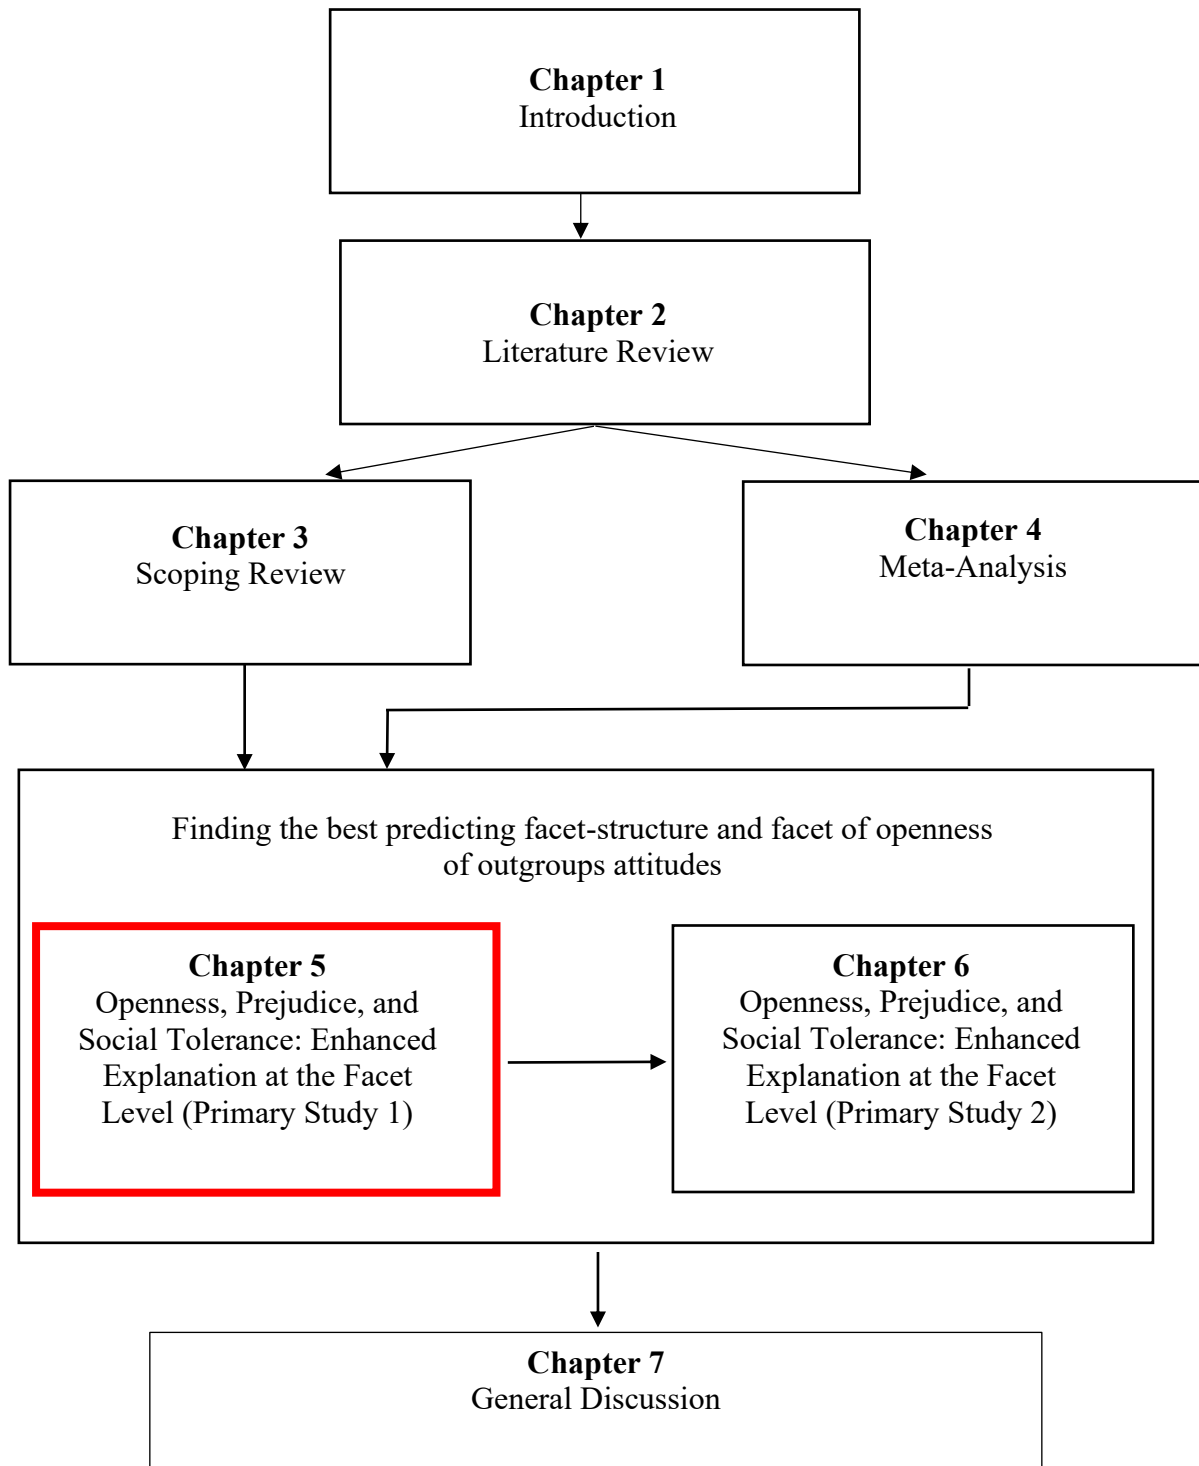 Chapter 1
Introduction
Chapter 2
Literature Review
Chapter 3
Scoping Review
Chapter 4
Meta-Analysis
Finding the best predicting facet-structure and facet of openness
of outgroups attitudes
Chapter 5
Openness, Prejudice, and
Social Tolerance: Enhanced
Explanation at the Facet
Level (Primary Study 1)
Chapter 6
Openness, Prejudice, and
Social Tolerance: Enhanced
Explanation at the Facet
Level (Primary Study 2)
Chapter 7
General Discussion